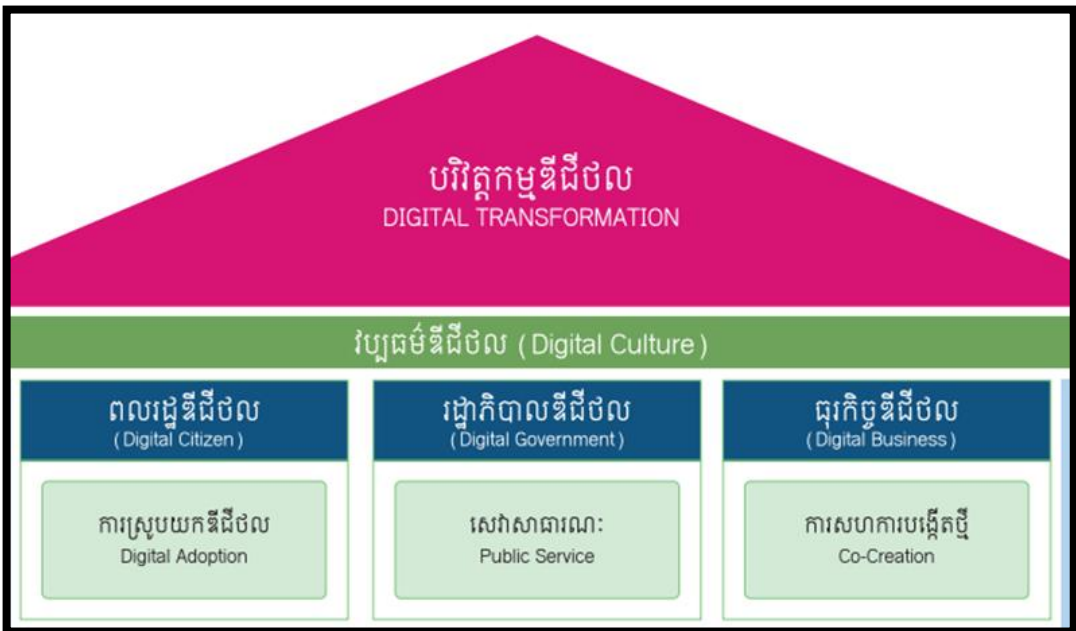 បរិវត្តកម្មឌីជីថល
DIGITAL TRANSFORMATION
វប្បធម៌ឌីជីថល (Digital Culture)
ពលរដ្ឋឌីជីថល
(Digital Citizen)
ការស្រូបយកឌីជីថល
Digital Adoption
រដ្ឋាភិបាលឌីជីថល
(Digital Government)
សេវាសាធារណៈ
Public Service
ធុរកិច្ចឌីជីថល
(Digital Business)
ការសហការបង្កើតថ្មី
Co-Creation